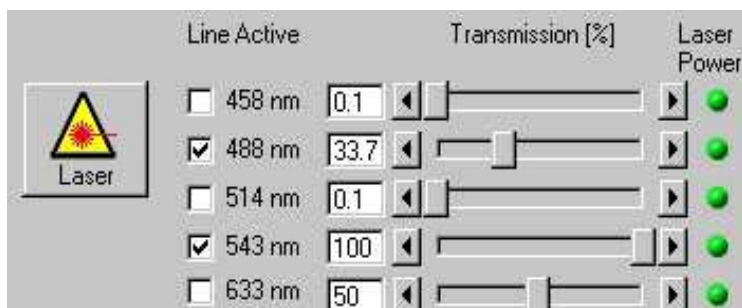 Line Active Transmission [%] Laser Power
458 nm 0.1
488 nm 33.7
Laser
514 nm 0.1
543 nm 100
633 nm 50